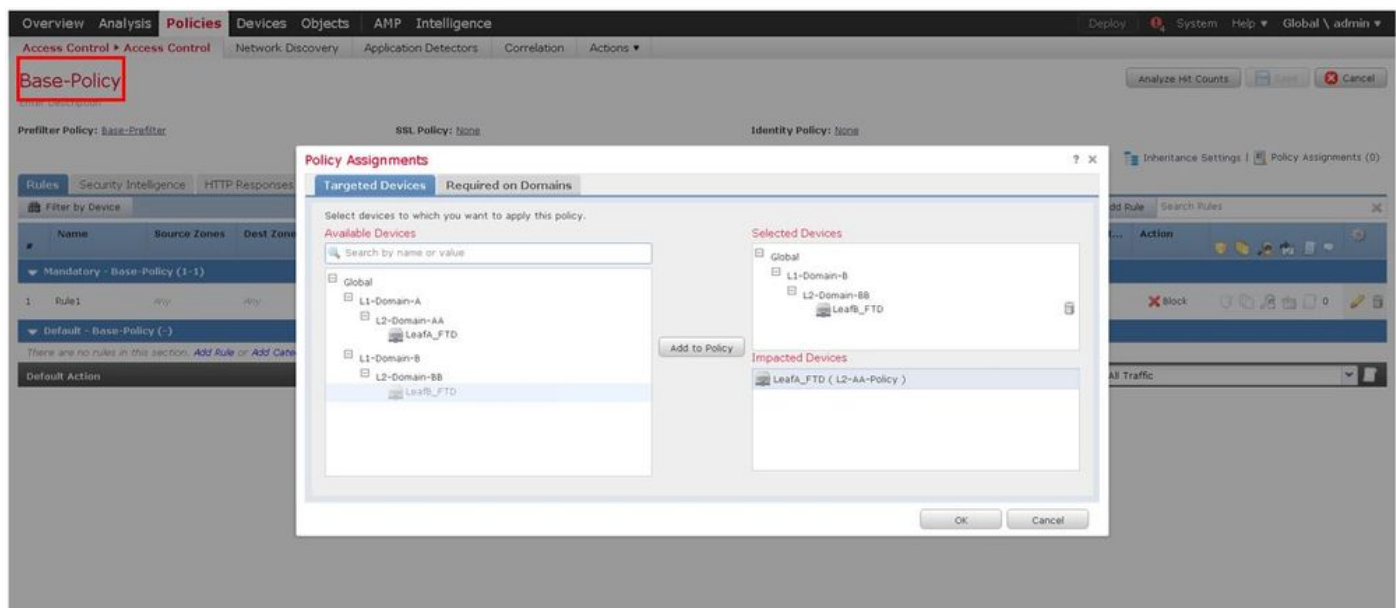 Overview Analysis Policies Devices Objects AMP Intelligence Deploy System Help Global \ admin
Access Control Access Control Network Discovery Application Detectors Correlation Actions
Base-Policy
Analyze Hit Counts Save Cancel
Enter Description
Prefilter Policy: Base-Prefilter SSL Policy: None Identity Policy: None
Inheritance Settings | Policy Assignments (0)
Policy Assignments ?
Rules Security Intelligence HTTP Responses
Targeted Devices Required on Domains
Filter by Device dd Rule Search Rules
Select devices to which you want to apply this policy.
Available Devices Selected Devices
# Name Source Zones Dest Zone t... Action
Search by name or value
Global
L1-Domain-A
L2-Domain-AA
LeafA_FTD
L1-Domain-B
L2-Domain-BB
LeafB_FTD
Add to Policy
Global
L1-Domain-B
L2-Domain-BB
LeafB_FTD
Impacted Devices
LeafA_FTD ( L2-AA-Policy )
Mandatory - Base-Policy (1-1)
1 Rule1 Any Any Block 0
Default - Base-Policy (-)
There are no rules in this section. Add Rule or Add Cate
Default Action All Traffic
OK Cancel